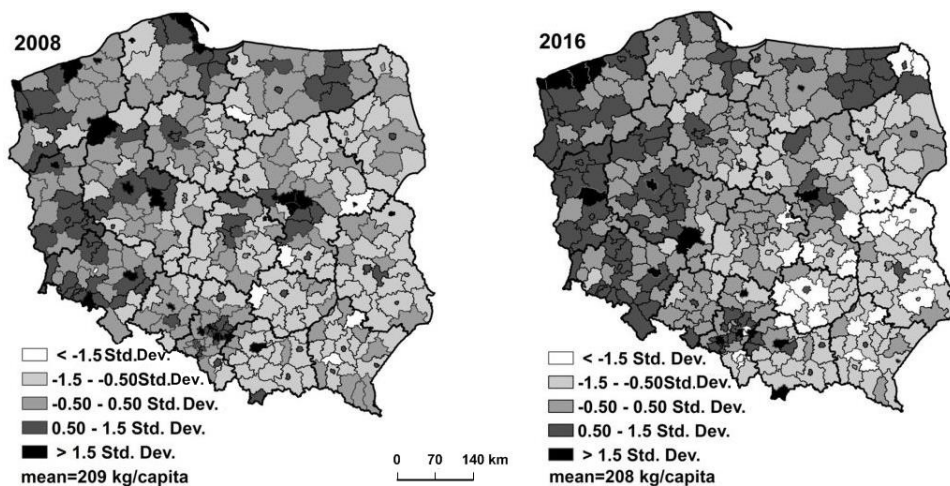 2008
< -1.5 Std.Dev.
-1.5 - -0.50Std.Dev.
-0.50 - 0.50 Std. Dev.
0.50 - 1.5 Std. Dev.
> 1.5 Std. Dev.
mean=209 kg/capita
0 70 140 km
2016
< -1.5 Std. Dev.
-1.5 - -0.50Std.Dev.
-0.50 - 0.50 Std. Dev.
0.50 - 1.5 Std. Dev.
> 1.5 Std. Dev.
mean=208 kg/capita